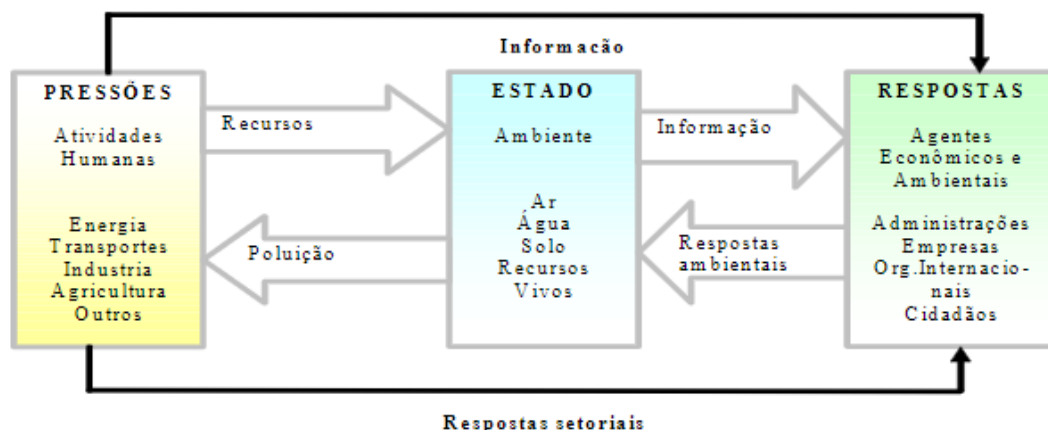 Informacão
PRESSÕES
Atividades
Humanas
Energia
Transportes
Industria
Agricultura
Outros
Recursos
Poluição
ESTADO
Ambiente
Ar
Água
Solo
Recursos
Vivos
Informação
Respostas
ambientais
RESPOSTAS
Agentes
Econômicos e
Ambientais
Administrações
Empresas
Org.Internacio-
nais
Cidadãos
Respostas setoriais